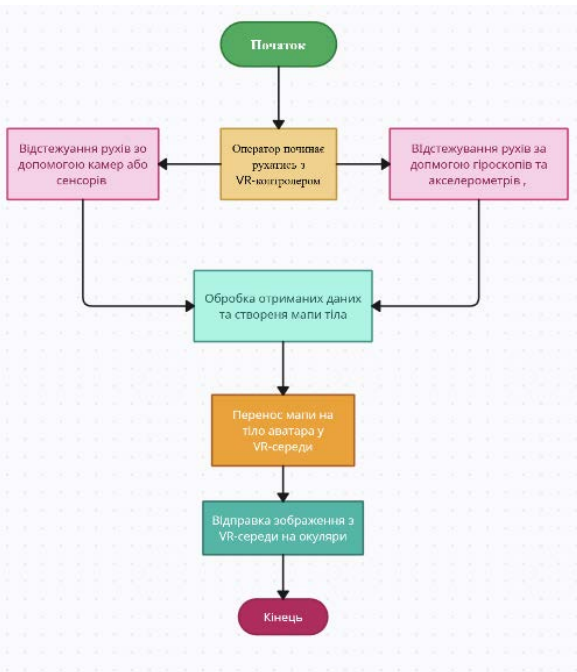 Початок
Відстежуання рухів зо
допомогою камер або
сенсорів
Оператор починає
рухатись з
VR-контролером
ВІдстежування рухів за
допмогою гіроскопів та
акселерометрів ,
Обробка отриманих даних
та створеня мапи тіла
Перенос мапи на
тіло аватара у
VR-середи
Відправка зображення з
VR-середи на окуляри
Кінець